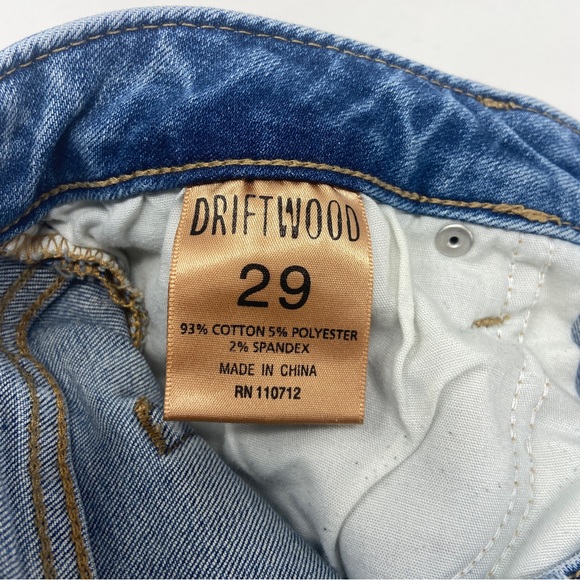 DRIFTWOOD
29
93% COTTON 5% POLYESTER
2% SPANDEX
MADE IN CHINA
RN 110712